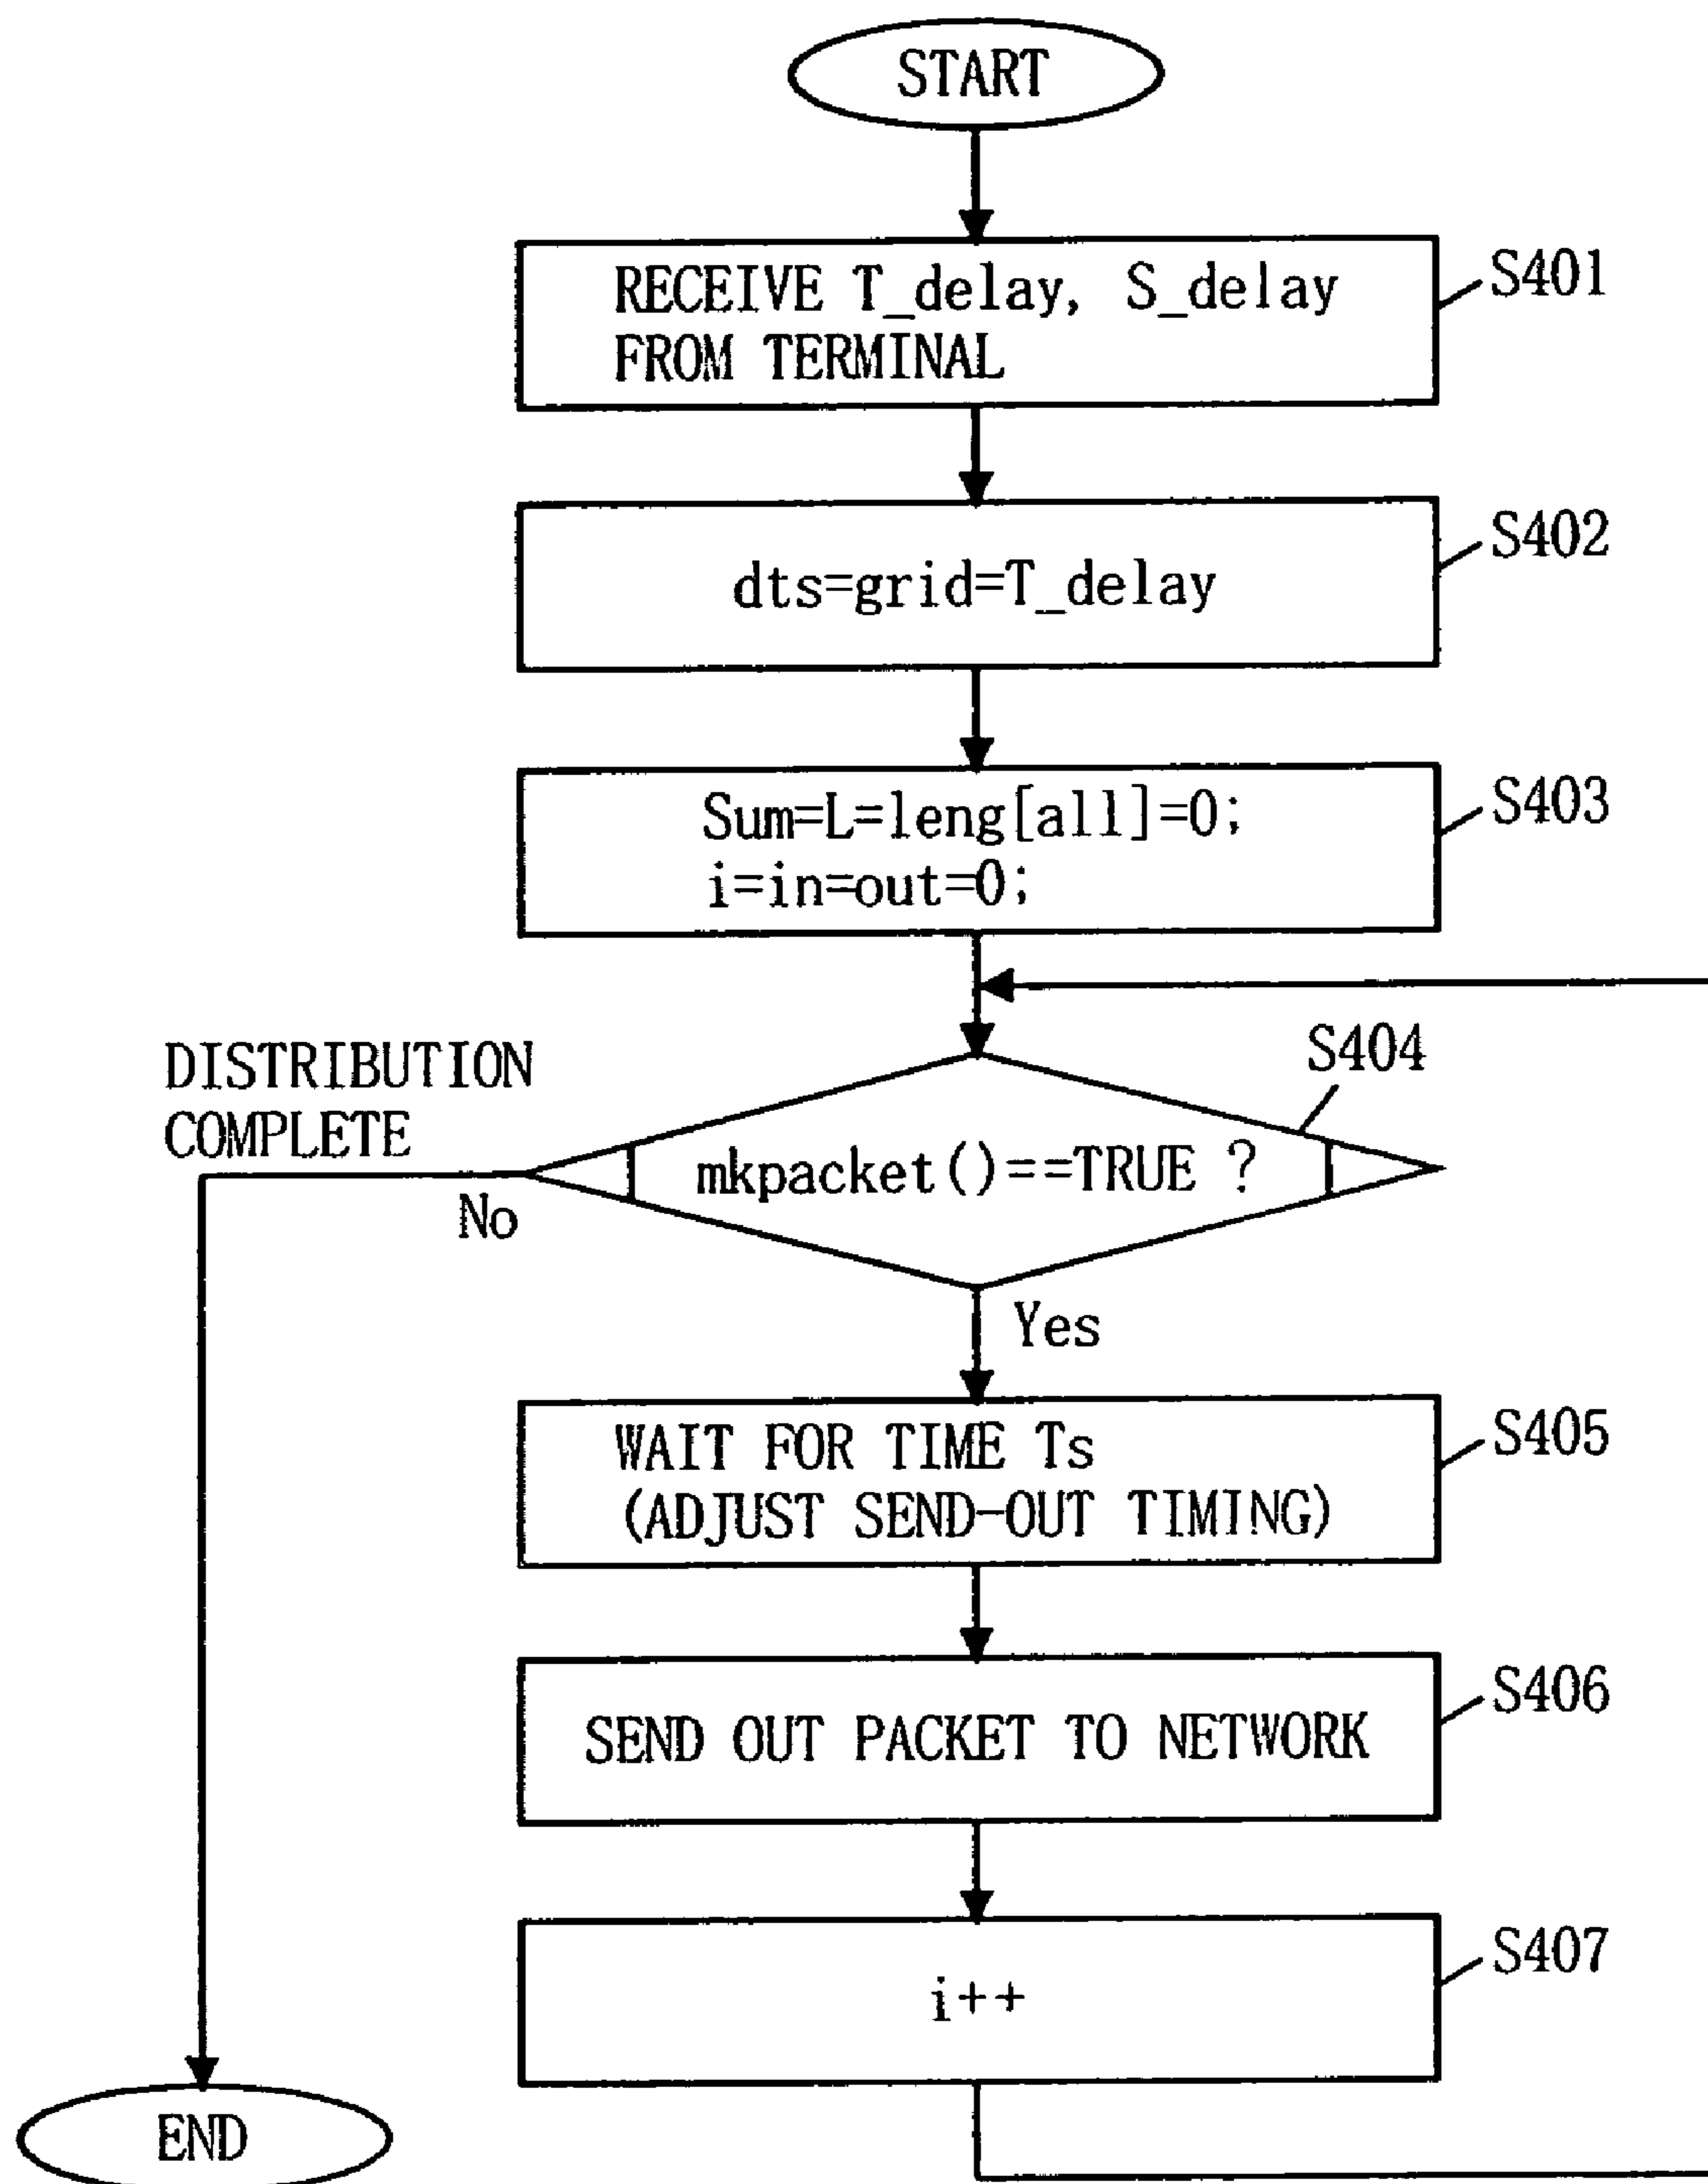 START
RECEIVE T_delay, S_delay
FROM TERMINAL
S401
dts=grid=T_delay
S402
Sum=L=leng[all]=0;
i=in=out=0;
S403
DISTRIBUTION
COMPLETE
S404
mkpacket()==TRUE ?
No
Yes
WAIT FOR TIME Ts
(ADJUST SEND-OUT TIMING)
S405
SEND OUT PACKET TO NETWORK
S406
i++
S407
END